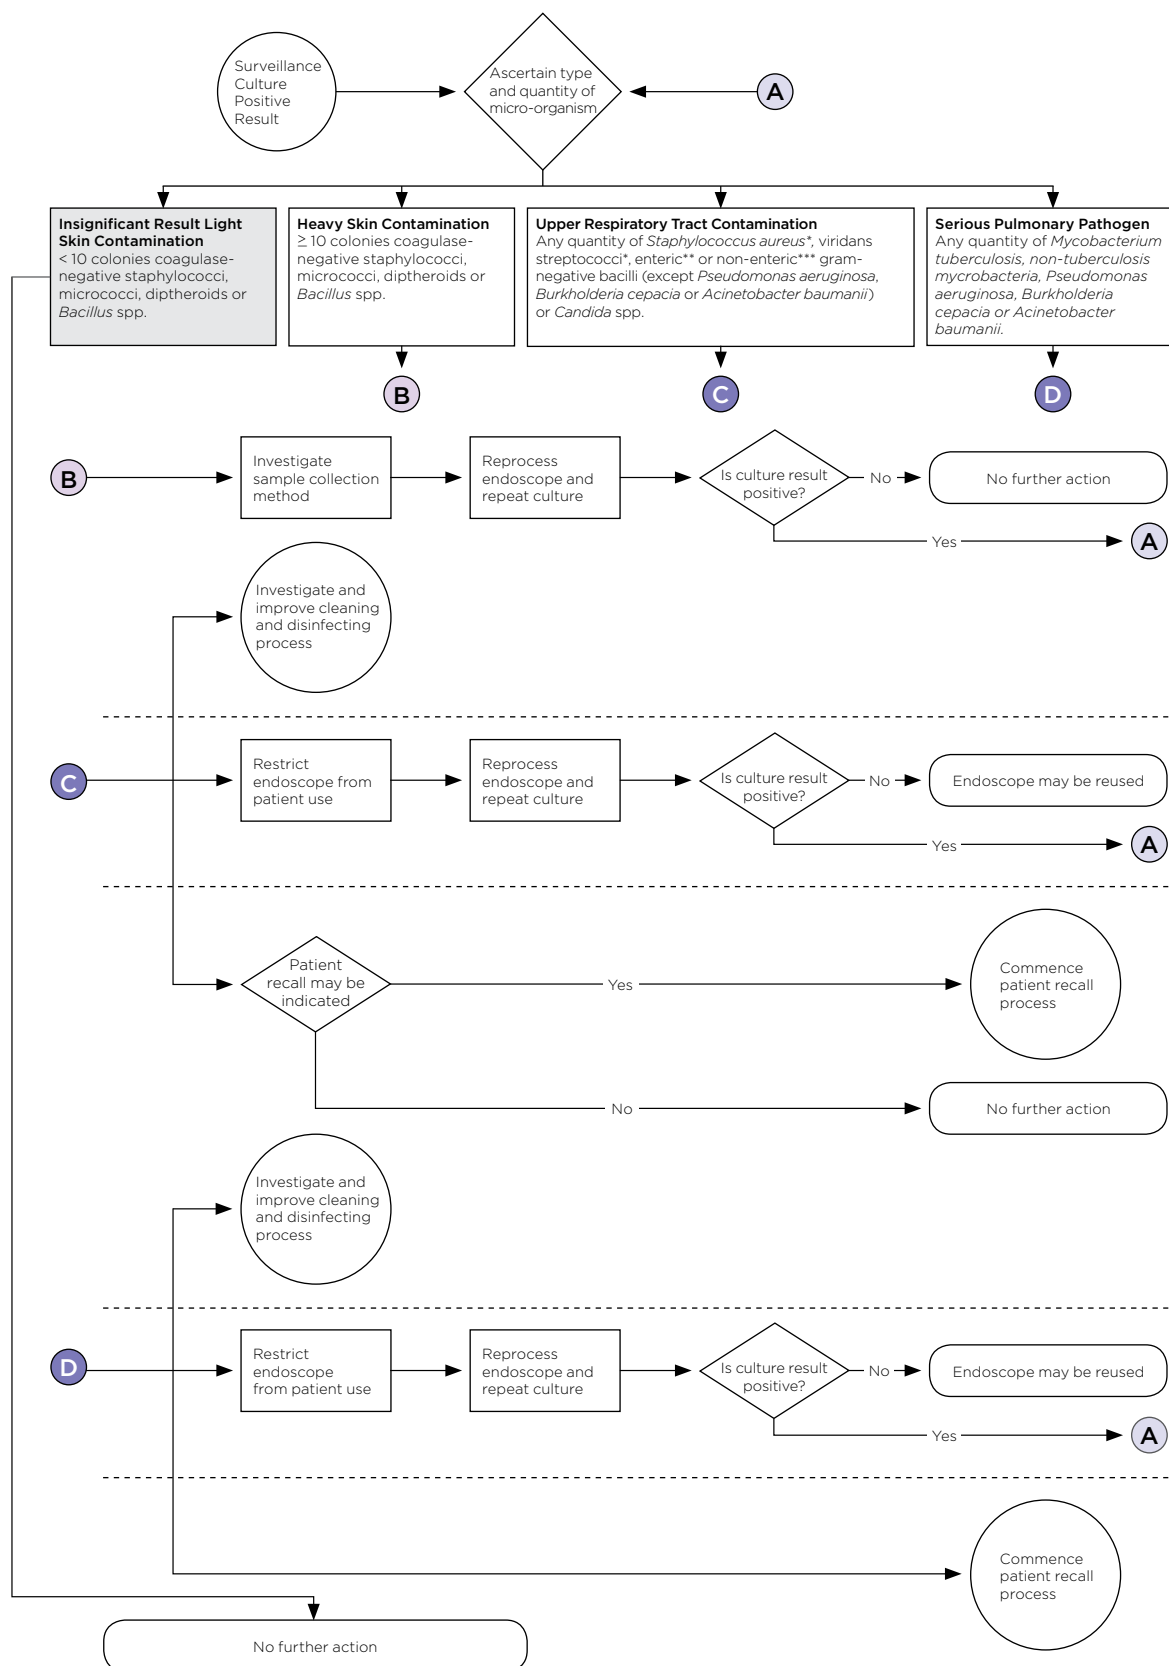 Surveillance
Culture
Positive
Result
Ascertain type
and quantity of
micro-organism
A
Insignificant Result Light
Skin Contamination
< 10 colonies coagulase-
negative staphylococci,
micrococci, diptheroids or
Bacillus spp.
Heavy Skin Contamination
≥ 10 colonies coagulase-
negative staphylococci,
micrococci, diptheroids or
Bacillus spp.
Upper Respiratory Tract Contamination
Any quantity of Staphylococcus aureus*, viridans
streptococci*, enteric** or non-enteric*** gram-
negative bacilli (except Pseudomonas aeruginosa,
Burkholderia cepacia or Acinetobacter baumanii)
or Candida spp.
Serious Pulmonary Pathogen
Any quantity of Mycobacterium
tuberculosis, non-tuberculosis
mycrobacteria, Pseudomonas
aeruginosa, Burkholderia
cepacia or Acinetobacter
baumanii.
B
C
D
B
Investigate
sample collection
method
Reprocess
endoscope and
repeat culture
Is culture result
positive?
No
No further action
Yes
A
Investigate and
improve cleaning
and disinfecting
process
C
Restrict
endoscope from
patient use
Reprocess
endoscope and
repeat culture
Is culture result
positive?
No
Endoscope may be reused
Yes
A
Patient
recall may be
indicated
Yes
Commence
patient recall
process
No
No further action
Investigate and
improve cleaning
and disinfecting
process
D
Restrict
endoscope
from patient use
Reprocess
endoscope and
repeat culture
Is culture result
positive?
No
Endoscope may be reused
Yes
A
Commence
patient recall
process
No further action